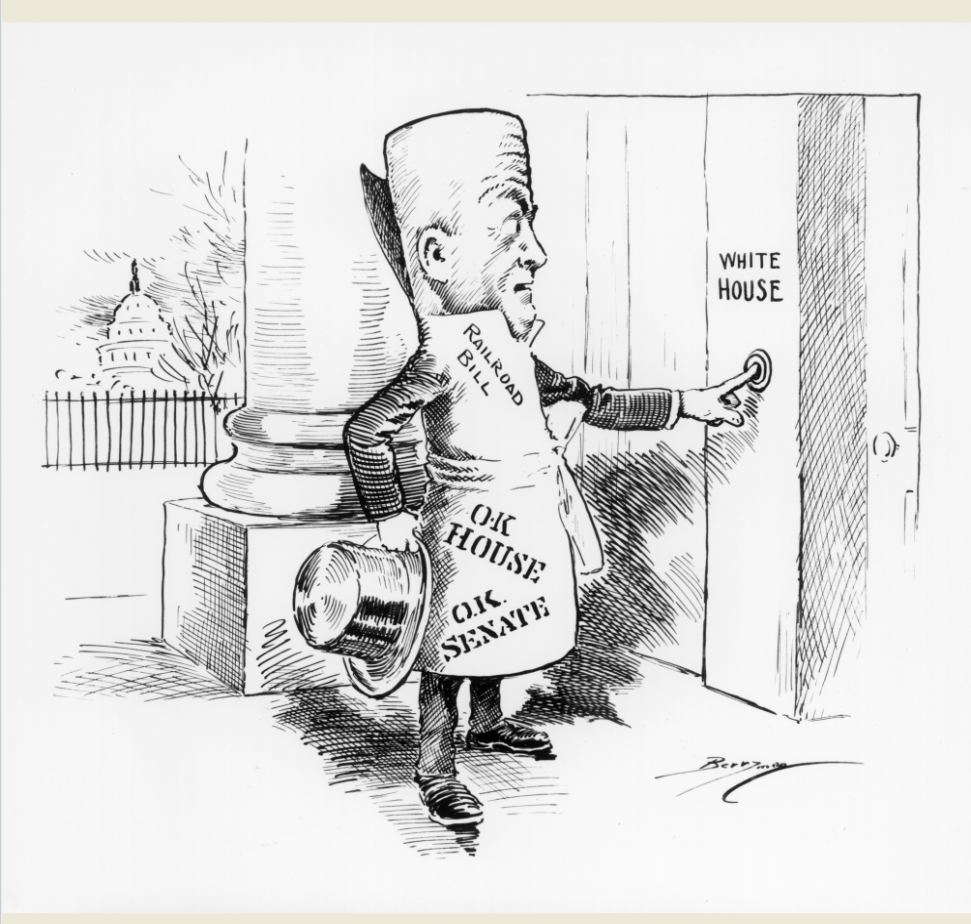 WHITE
HOUSE
RAILROAD
BILL
O.K
HOUSE
O.K.
SENATE
Berryman